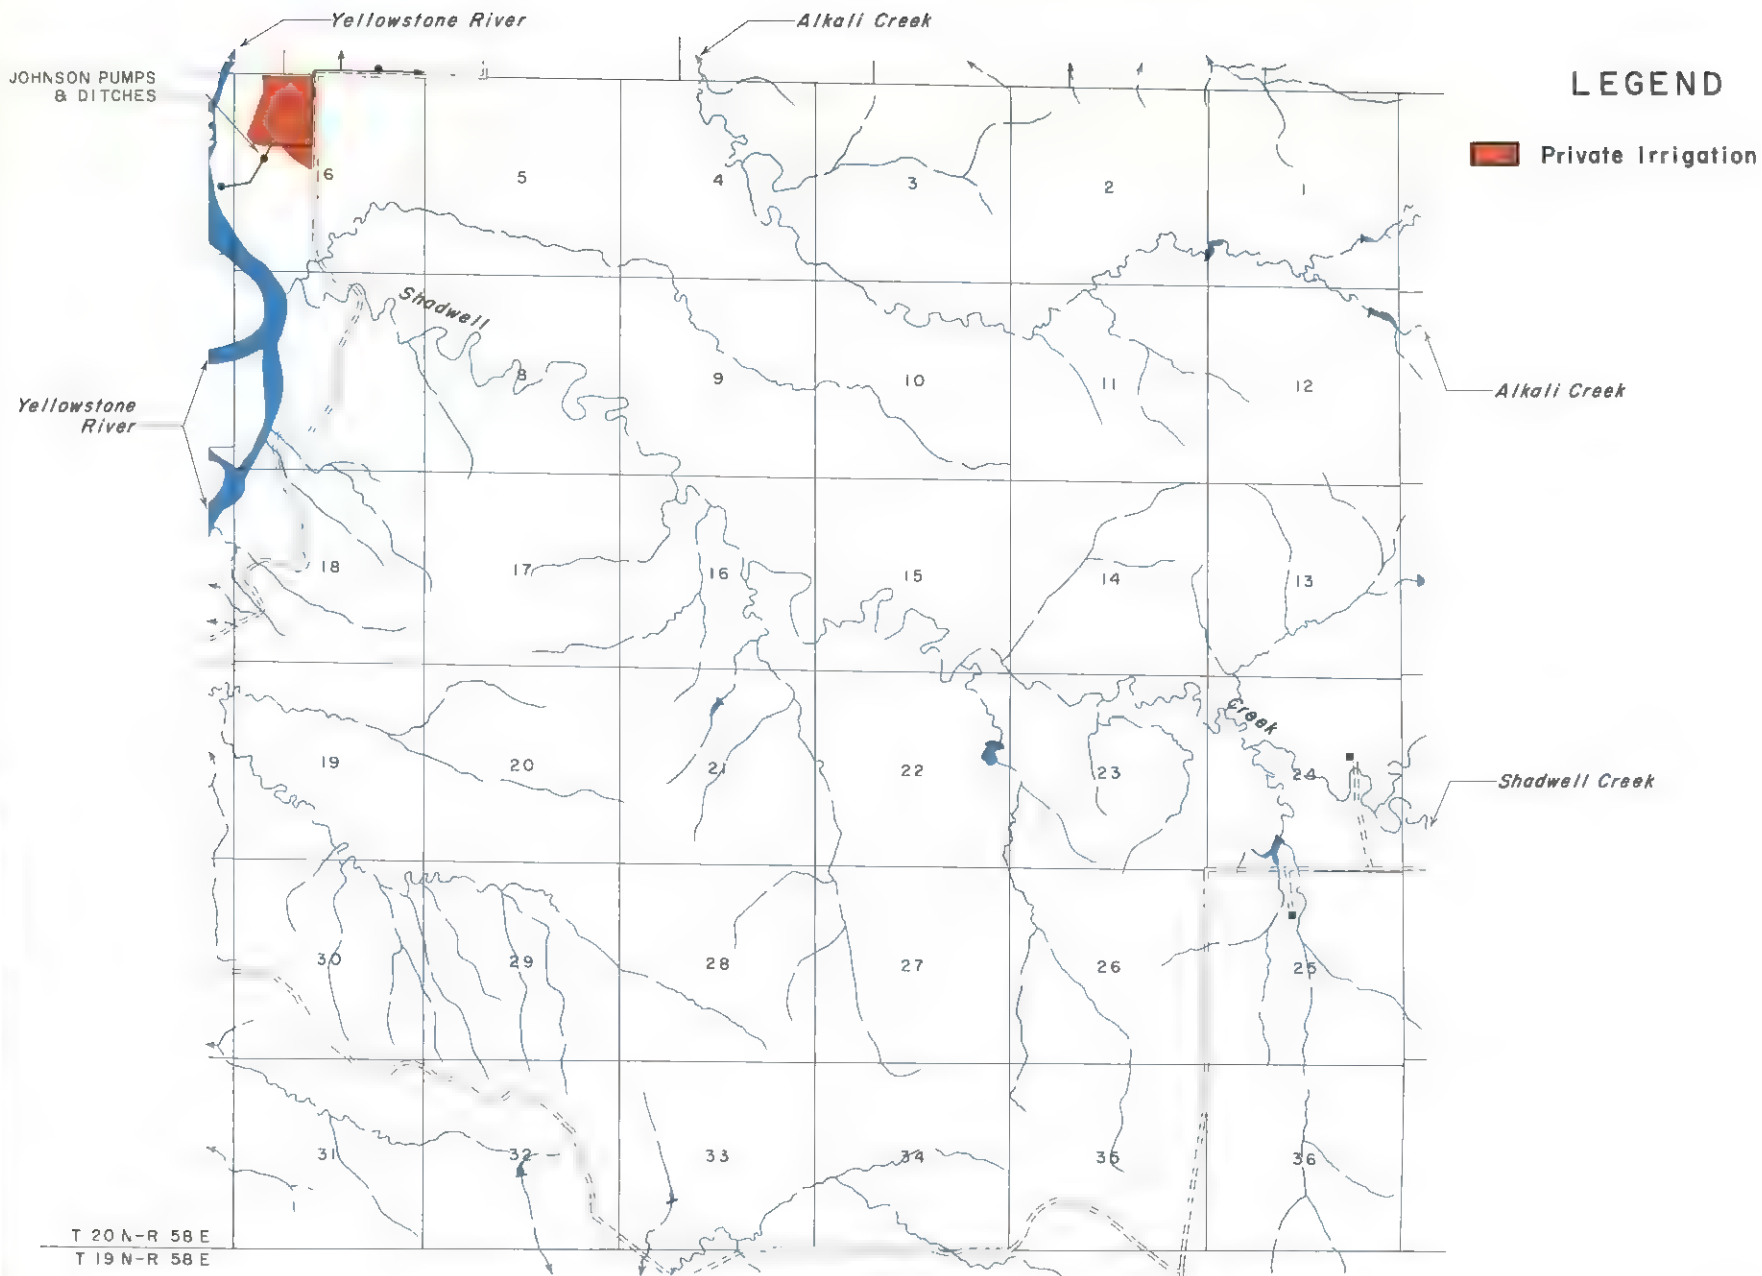 Yellowstone River
Alkali Creek
JOHNSON PUMPS
& DITCHES
LEGEND
Private Irrigation
6
5
4
3
2
1
Shadwell
8
9
10
11
12
Alkali Creek
Yellowstone
River
18
17
16
15
14
13
Creek
19
20
21
22
23
24
Shadwell Creek
30
29
28
27
26
25
31
32
33
34
35
36
T 20 N-R 58 E
T 19 N-R 58 E